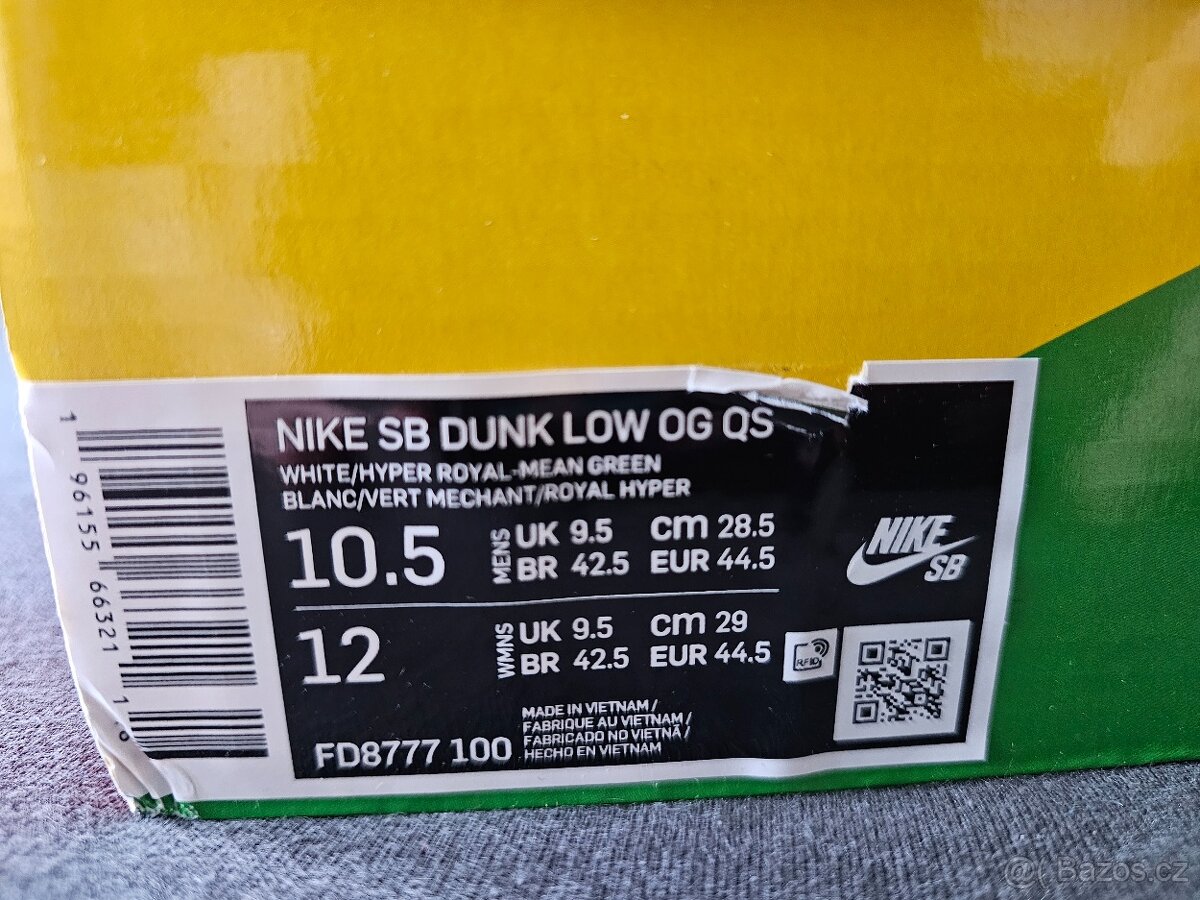 NIKE SB DUNK LOW OG QS
WHITE/HYPER ROYAL-MEAN GREEN
BLANC/VERT MECHANT/ROYAL HYPER
10.5 MENS UK 9.5 cm 28.5
BR 42.5 EUR 44.5
12 WMNS UK 9.5 cm 29
BR 42.5 EUR 44.5
NIKE
SB
RFID
MADE IN VIETNAM /
FABRIQUE AU VIETNAM /
FABRICADO NO VIETNÃ /
HECHO EN VIETNAM
FD8777 100
1 96155 66321
@ Bazos.cz